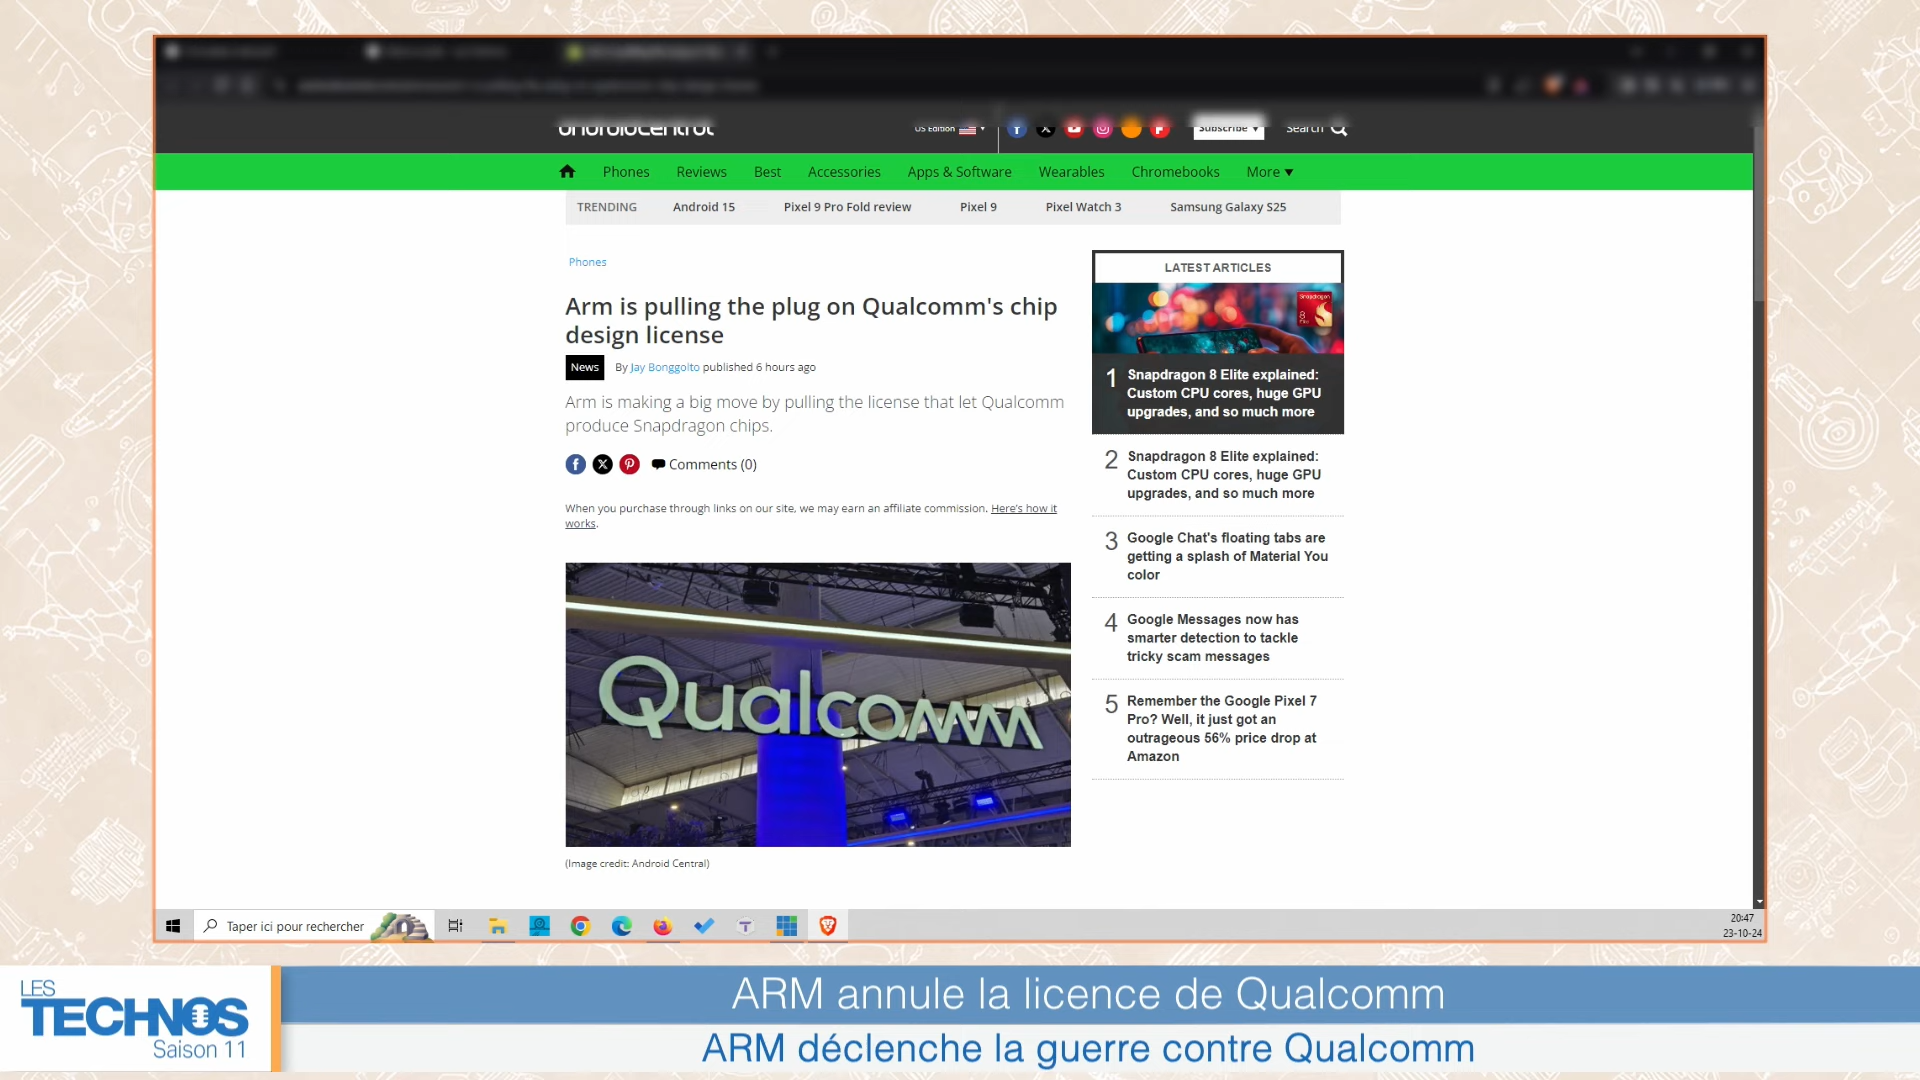 androidcentral
US Edition
Subscribe ▼
Search
Phones
Reviews
Best
Accessories
Apps & Software
Wearables
Chromebooks
More ▼
TRENDING
Android 15
Pixel 9 Pro Fold review
Pixel 9
Pixel Watch 3
Samsung Galaxy S25
Phones
Arm is pulling the plug on Qualcomm's chip
design license
News
By Jay Bonggolto published 6 hours ago
Arm is making a big move by pulling the license that let Qualcomm
produce Snapdragon chips.
Comments (0)
When you purchase through links on our site, we may earn an affiliate commission. Here's how it
works.
Qualcomm
(Image credit: Android Central)
LATEST ARTICLES
Snapdragon
8
Elite
1
Snapdragon 8 Elite explained:
Custom CPU cores, huge GPU
upgrades, and so much more
2
Snapdragon 8 Elite explained:
Custom CPU cores, huge GPU
upgrades, and so much more
3
Google Chat's floating tabs are
getting a splash of Material You
color
4
Google Messages now has
smarter detection to tackle
tricky scam messages
5
Remember the Google Pixel 7
Pro? Well, it just got an
outrageous 56% price drop at
Amazon
Taper ici pour rechercher
20:47
23-10-24
LES
TECHNOS
Saison 11
ARM annule la licence de Qualcomm
ARM déclenche la guerre contre Qualcomm